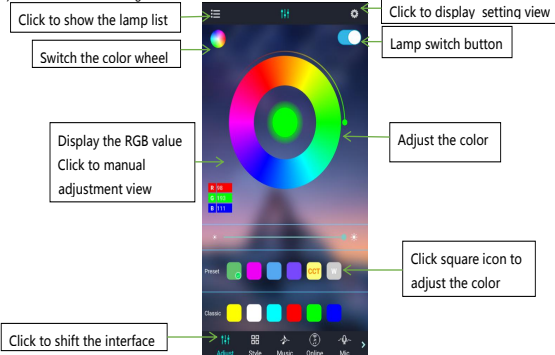 Click to show the lamp list
Click to display setting view
Switch the color wheel
Lamp switch button
Display the RGB value
Click to manual
adjustment view
Adjust the color
R 98
G 193
B 111
Click square icon to
adjust the color
Preset
CCT
W
Classic
Click to shift the interface
Adjust Style Music Online Mic